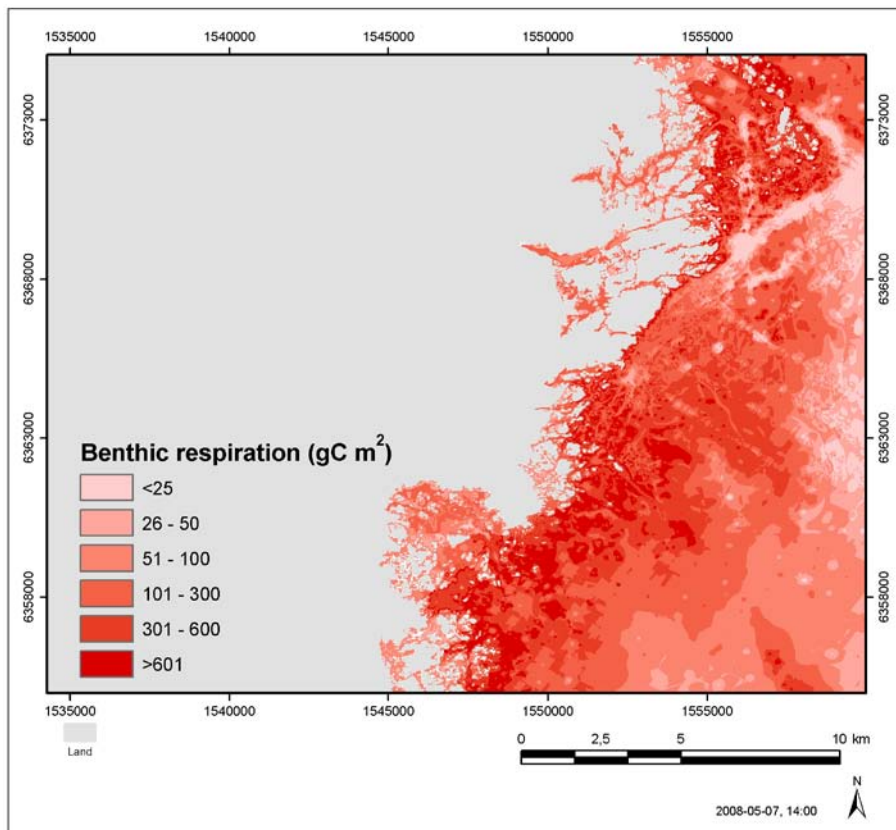 1535000 1540000 1545000 1550000 1555000
6373000 6373000
6368000 6368000
6363000 6363000
Benthic respiration (gC m²)
<25
26 - 50
51 - 100
101 - 300
301 - 600
>601
6358000 6358000
1535000 1540000 1545000 1550000 1555000
Land
0 2,5 5 10 km
N
2008-05-07, 14:00